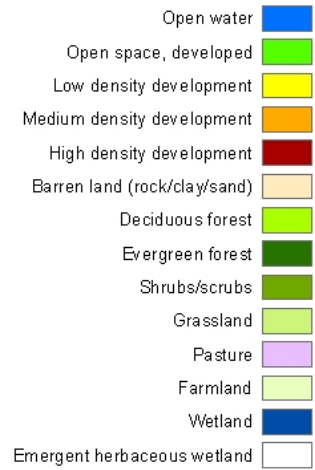 Open water
Open space, developed
Low density development
Medium density development
High density development
Barren land (rock/clay/sand)
Deciduous forest
Evergreen forest
Shrubs/scrubs
Grassland
Pasture
Farmland
Wetland
Emergent herbaceous wetland